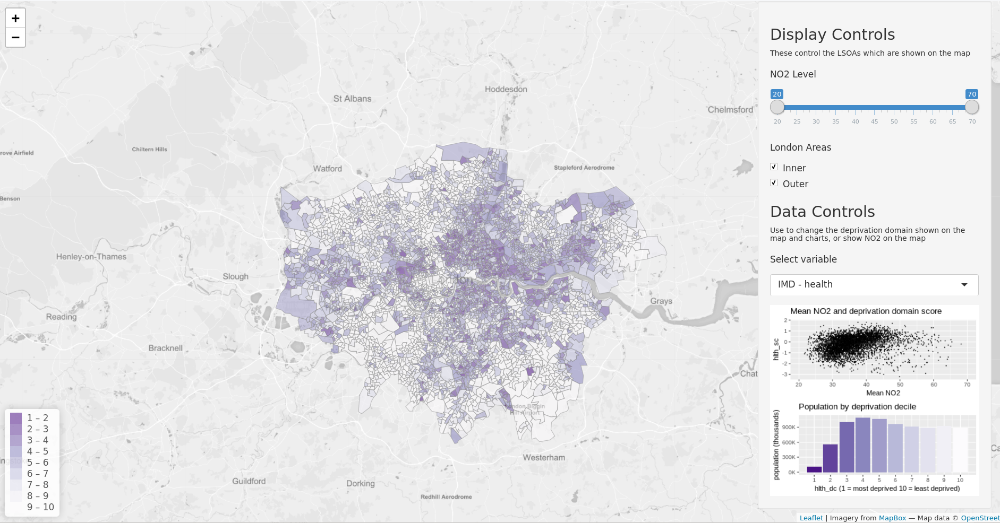 +
−
Hoddesdon
St Albans
Chelmsford
Chiltern Hills
rove Airfield
Watford
Stapleford Aerodrome
Benson
Henley-on-Thames
Slough
Grays
Reading
Bracknell
Chat
London Biggin
Hill Airport
Westerham
Guildford
Dorking
Redhill Aerodrome
Ca
1 – 2
2 – 3
3 – 4
4 – 5
5 – 6
6 – 7
7 – 8
8 – 9
9 – 10
Display Controls
These control the LSOAs which are shown on the map
NO2 Level
20 70
20 25 30 35 40 45 50 55 60 65 70
London Areas
Inner
Outer
Data Controls
Use to change the deprivation domain shown on the
map and charts, or show NO2 on the map
Select variable
IMD - health
Mean NO2 and deprivation domain score
hlth_sc
2
1
0
-1
-2
-3
20 30 40 50 60 70
Mean NO2
Population by deprivation decile
population (thousands)
900K
600K
300K
0K
1 2 3 4 5 6 7 8 9 10
hlth_dc (1 = most deprived 10 = least deprived)
Leaflet | Imagery from MapBox — Map data © OpenStreet